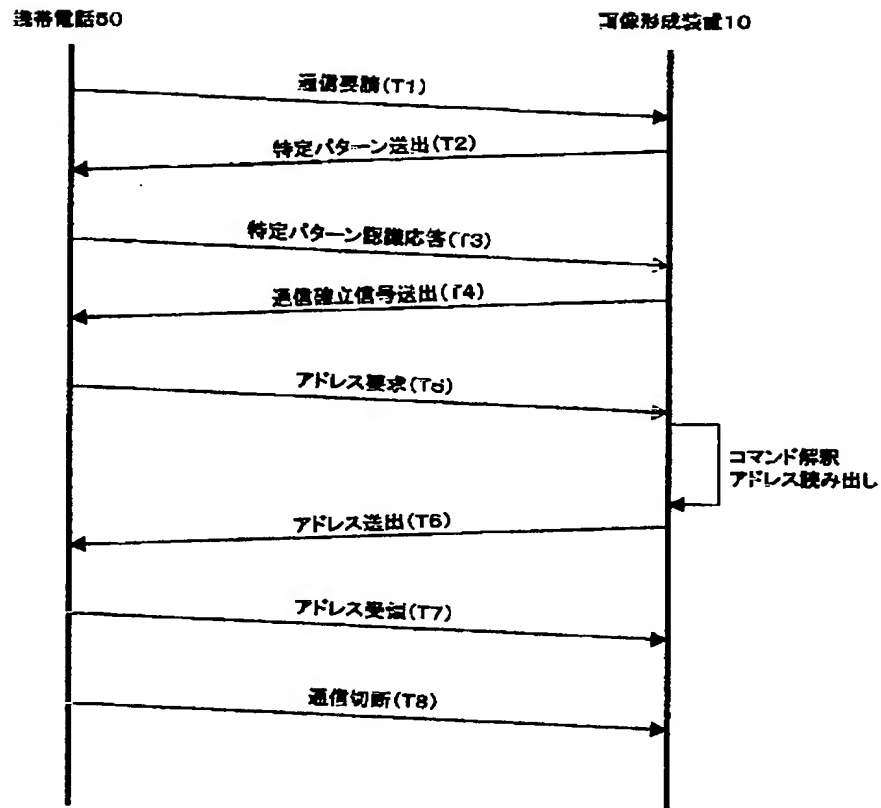 携帯電話50
画像形成装置10
通信要請(T1)
特定パターン送出(T2)
特定パターン認識応答(T3)
通信確立信号送出(T4)
アドレス要求(T5)
コマンド解釈
アドレス読み出し
アドレス送出(T6)
アドレス受領(T7)
通信切断(T8)